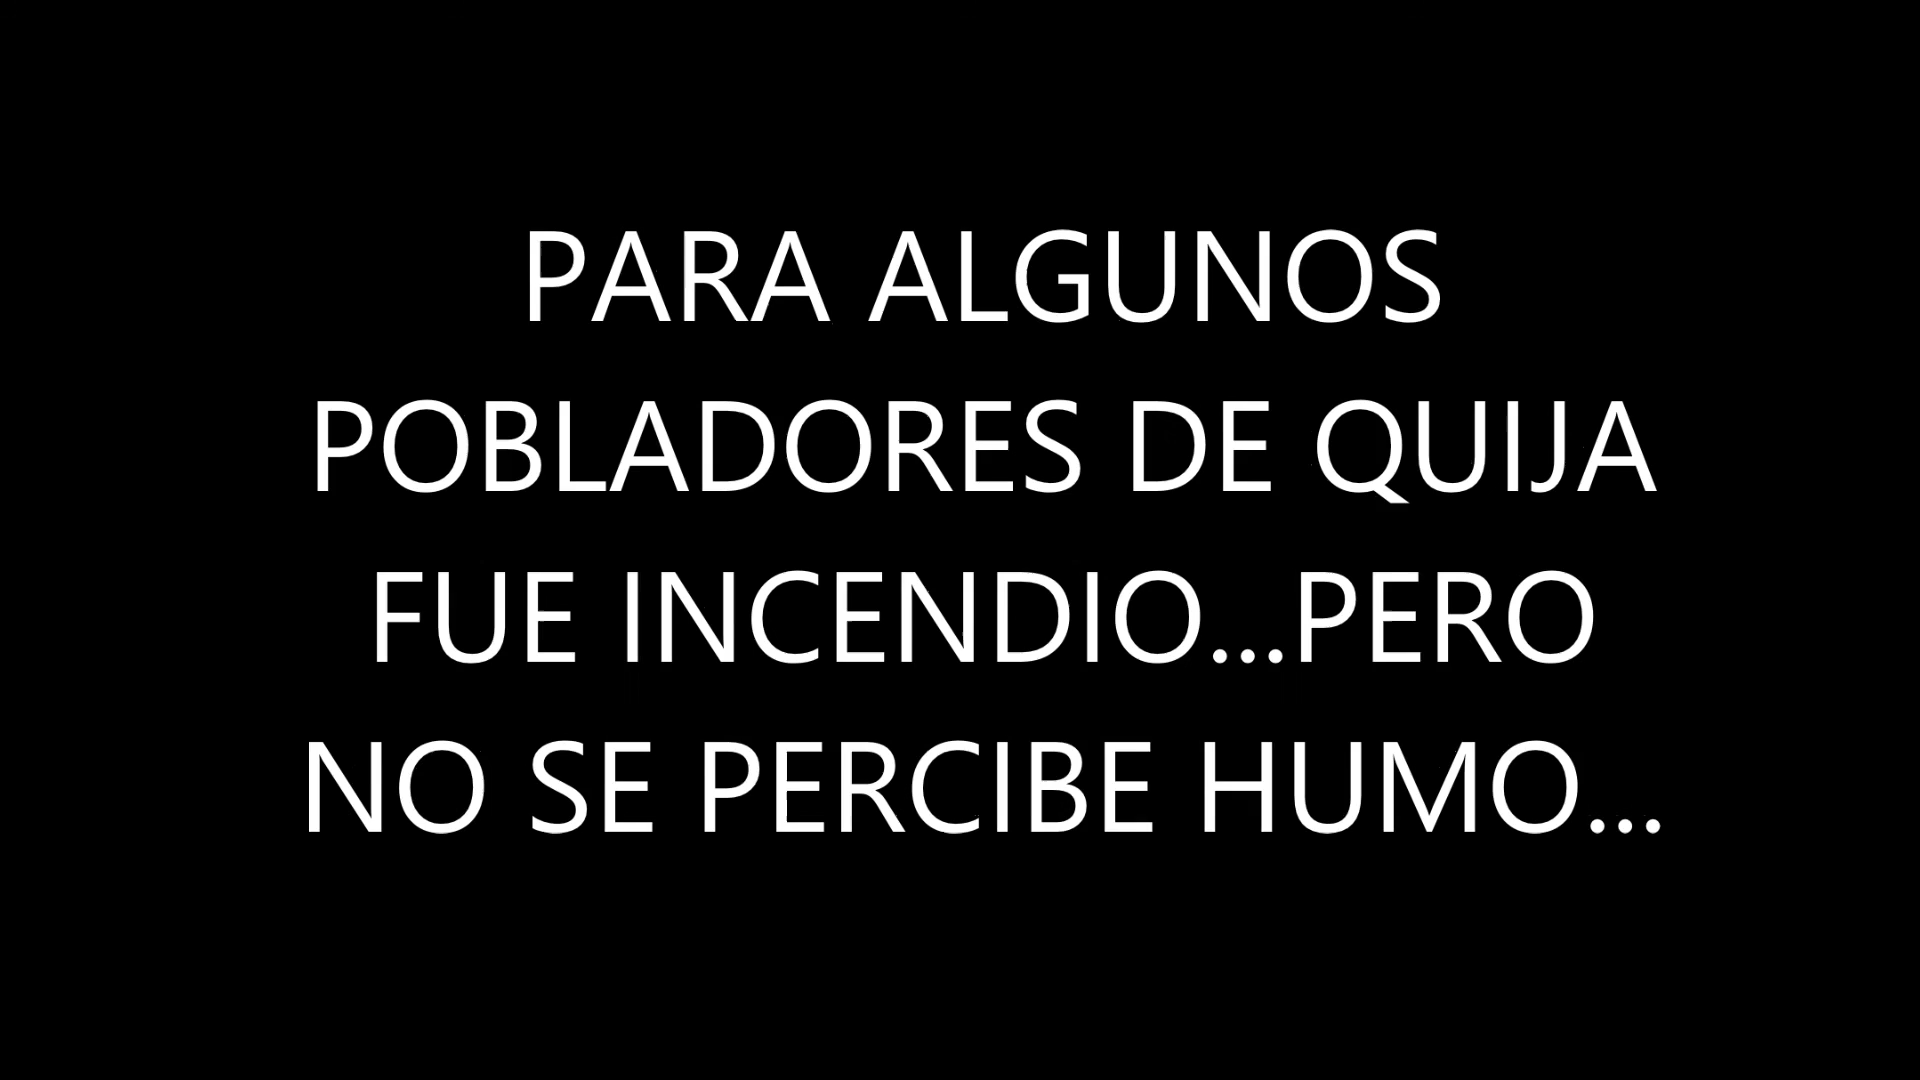 PARA ALGUNOS
POBLADORES DE QUIJA
FUE INCENDIO...PERO
NO SE PERCIBE HUMO...